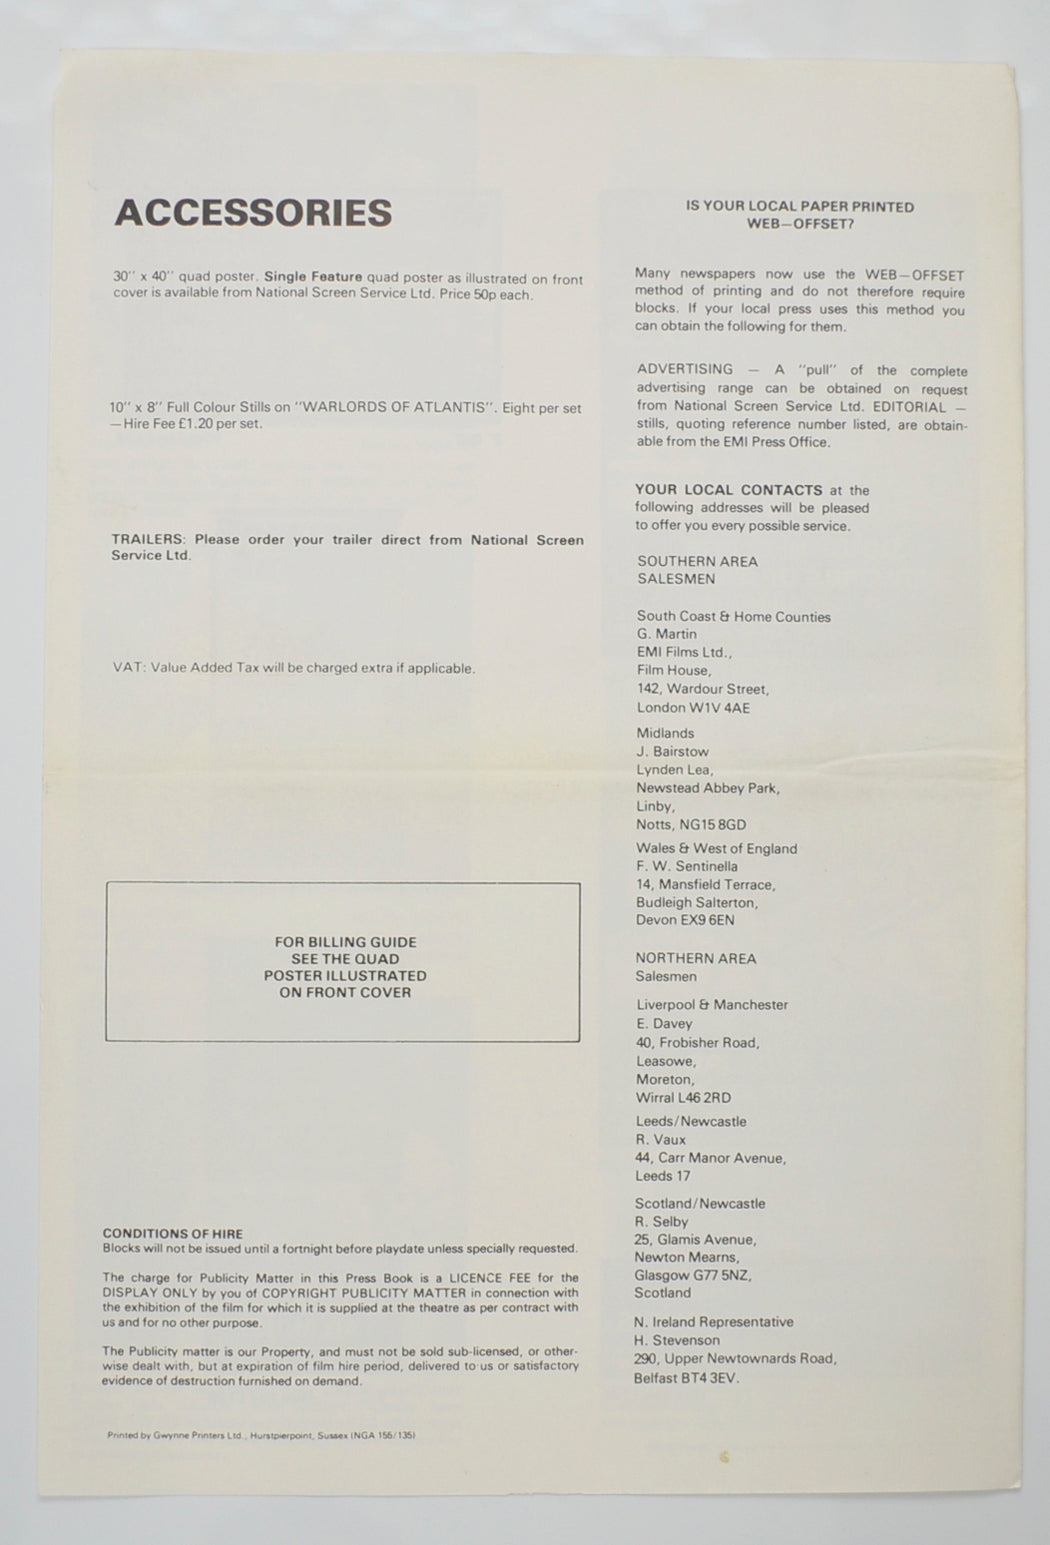 ACCESSORIES
30'' x 40'' quad poster. Single Feature quad poster as illustrated on front
cover is available from National Screen Service Ltd. Price 50p each.
10'' x 8'' Full Colour Stills on "WARLORDS OF ATLANTIS". Eight per set
—Hire Fee £1.20 per set.
TRAILERS: Please order your trailer direct from National Screen
Service Ltd.
VAT: Value Added Tax will be charged extra if applicable.
FOR BILLING GUIDE
SEE THE QUAD
POSTER ILLUSTRATED
ON FRONT COVER
CONDITIONS OF HIRE
Blocks will not be issued until a fortnight before playdate unless specially requested.
The charge for Publicity Matter in this Press Book is a LICENCE FEE for the
DISPLAY ONLY by you of COPYRIGHT PUBLICITY MATTER in connection with
the exhibition of the film for which it is supplied at the theatre as per contract with
us and for no other purpose.
The Publicity matter is our Property, and must not be sold sub-licensed, or other-
wise dealt with, but at expiration of film hire period, delivered to us or satisfactory
evidence of destruction furnished on demand.
Printed by Gwynne Printers Ltd., Hurstpierpoint, Sussex (NGA 155/135)
IS YOUR LOCAL PAPER PRINTED
WEB—OFFSET?
Many newspapers now use the WEB—OFFSET
method of printing and do not therefore require
blocks. If your local press uses this method you
can obtain the following for them.
ADVERTISING — A "pull" of the complete
advertising range can be obtained on request
from National Screen Service Ltd. EDITORIAL —
stills, quoting reference number listed, are obtain-
able from the EMI Press Office.
YOUR LOCAL CONTACTS at the
following addresses will be pleased
to offer you every possible service.
SOUTHERN AREA
SALESMEN
South Coast & Home Counties
G. Martin
EMI Films Ltd.,
Film House,
142, Wardour Street,
London W1V 4AE
Midlands
J. Bairstow
Lynden Lea,
Newstead Abbey Park,
Linby,
Notts, NG15 8GD
Wales & West of England
F. W. Sentinella
14, Mansfield Terrace,
Budleigh Salterton,
Devon EX9 6EN
NORTHERN AREA
Salesmen
Liverpool & Manchester
E. Davey
40, Frobisher Road,
Leasowe,
Moreton,
Wirral L46 2RD
Leeds/Newcastle
R. Vaux
44, Carr Manor Avenue,
Leeds 17
Scotland/Newcastle
R. Selby
25, Glamis Avenue,
Newton Mearns,
Glasgow G77 5NZ,
Scotland
N. Ireland Representative
H. Stevenson
290, Upper Newtownards Road,
Belfast BT4 3EV.